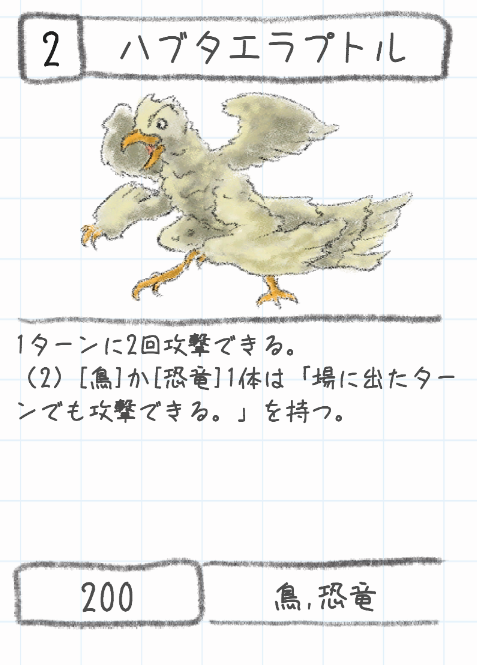 2 ハブタエラプトル
1ターンに2回攻撃できる。
(2) [鳥]か[恐竜]1体は「場に出たター
ンでも攻撃できる。」を持つ。
200 鳥,恐竜